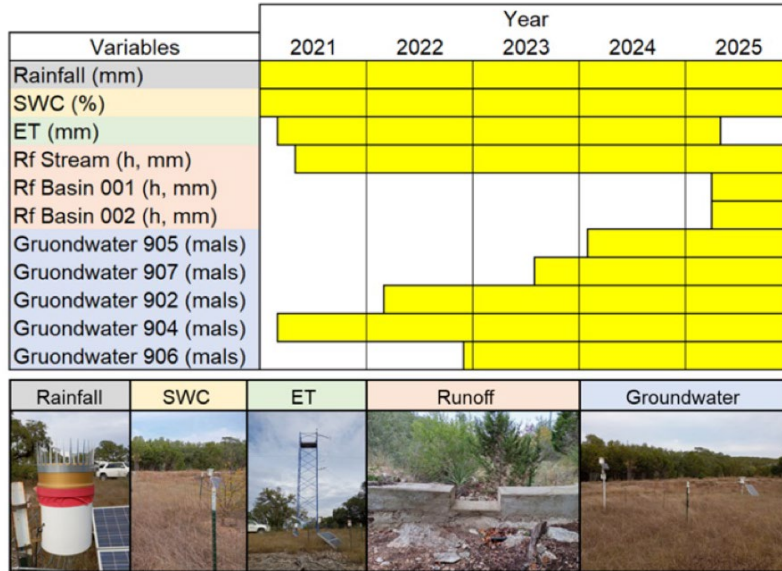 Year
Variables 2021 2022 2023 2024 2025
Rainfall (mm)
SWC (%)
ET (mm)
Rf Stream (h, mm)
Rf Basin 001 (h, mm)
Rf Basin 002 (h, mm)
Gruondwater 905 (mals)
Gruondwater 907 (mals)
Gruondwater 902 (mals)
Gruondwater 904 (mals)
Gruondwater 906 (mals)
Rainfall SWC ET Runoff Groundwater